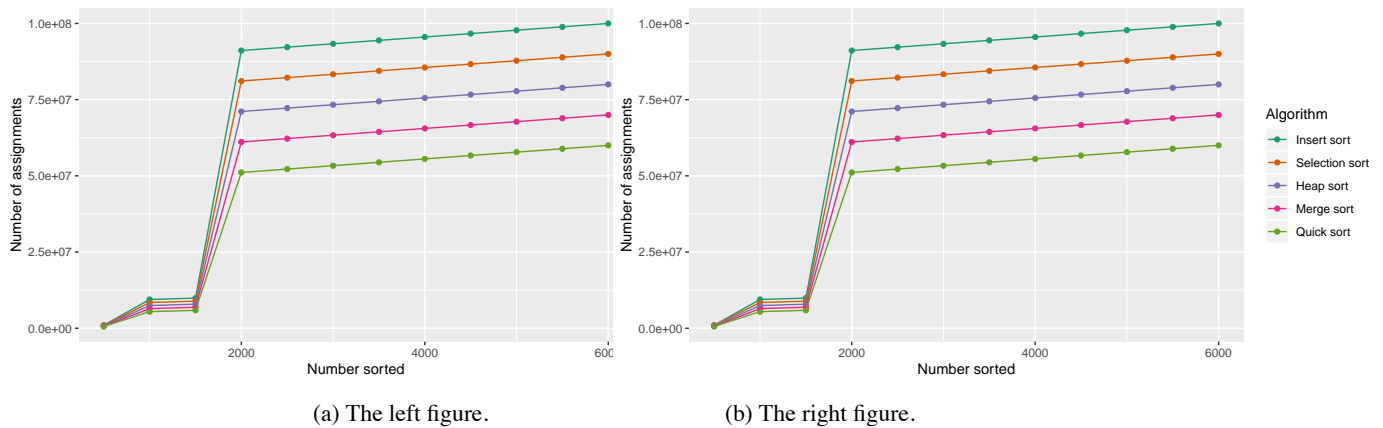 Number of assignments
1.0e+08
7.5e+07
5.0e+07
2.5e+07
0.0e+00
2000
4000
600
Number sorted
(a) The left figure.
Number of assignments
1.0e+08
7.5e+07
5.0e+07
2.5e+07
0.0e+00
2000
4000
6000
Number sorted
Algorithm
Insert sort
Selection sort
Heap sort
Merge sort
Quick sort
(b) The right figure.